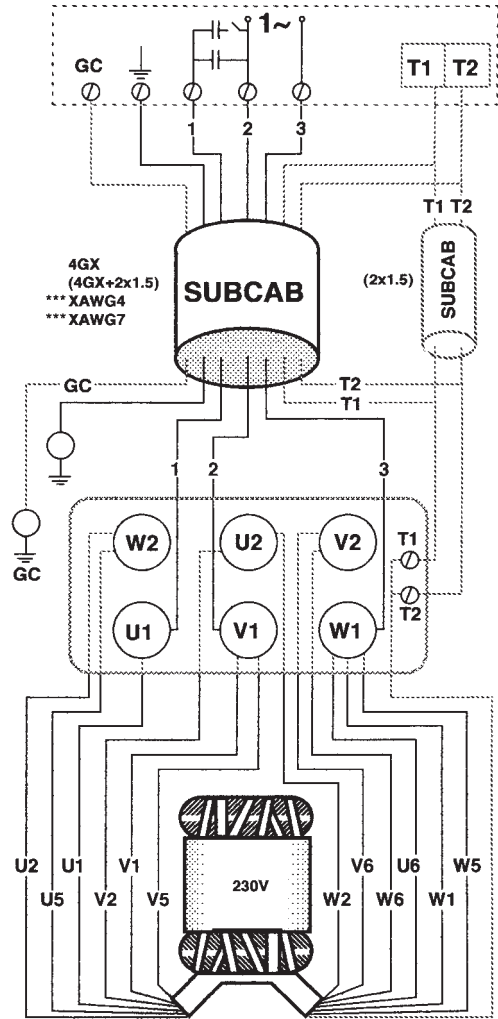 1~
GC
T1 T2
1 2 3
T1 T2
4GX
(4GX+2x1.5)
*** XAWG4
*** XAWG7
SUBCAB
(2x1.5)
SUBCAB
GC
T2
T1
1 2 3
GC
W2 U2 V2
T1
U1 V1 W1
T2
U2 U1 V1 V6 U6 W5
U5 V2 V5 W2 W6 W1
230V